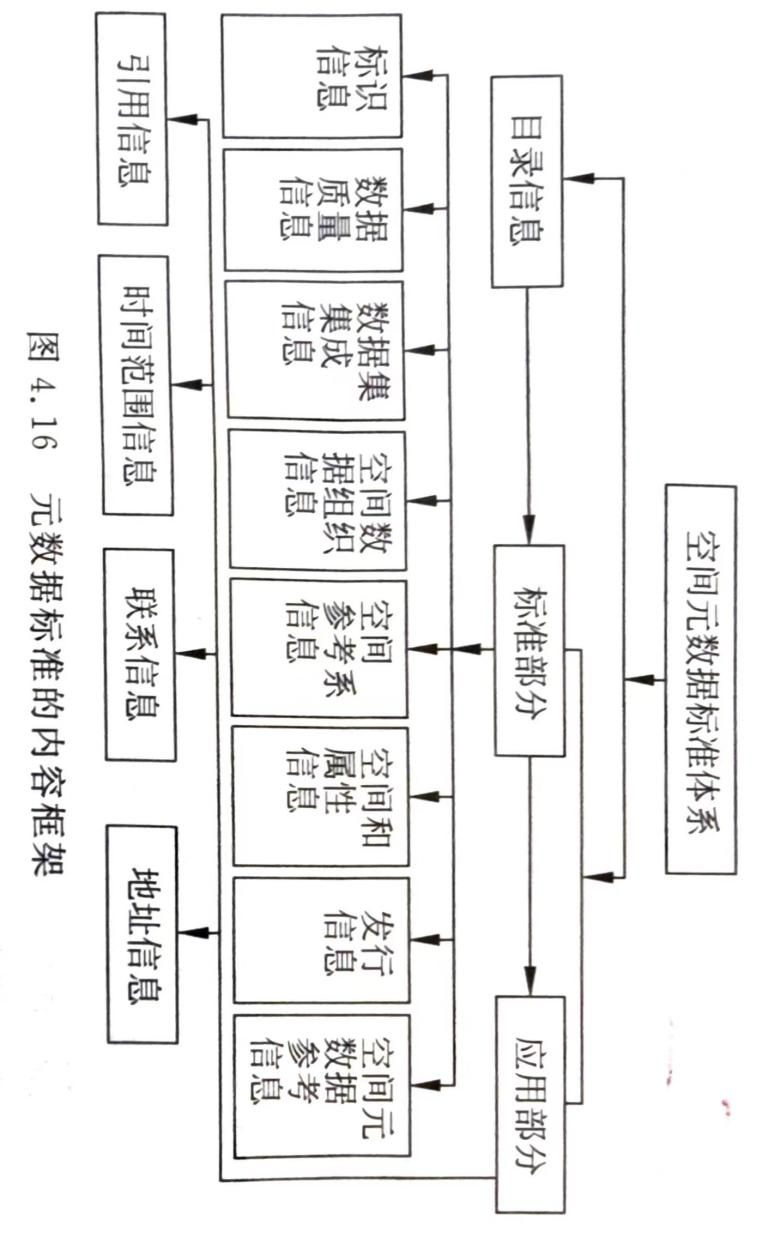 空间元数据标准体系
目录信息
标准部分
应用部分
标识
信息
数据
质量
信息
数据集
集成
信息
空间数
据组织
信息
空间
参考系
信息
空间和
属性
信息
发行
信息
空间元
数据
参考
信息
引用信息
时间范围信息
联系信息
地址信息
图 4.16 元数据标准的内容框架